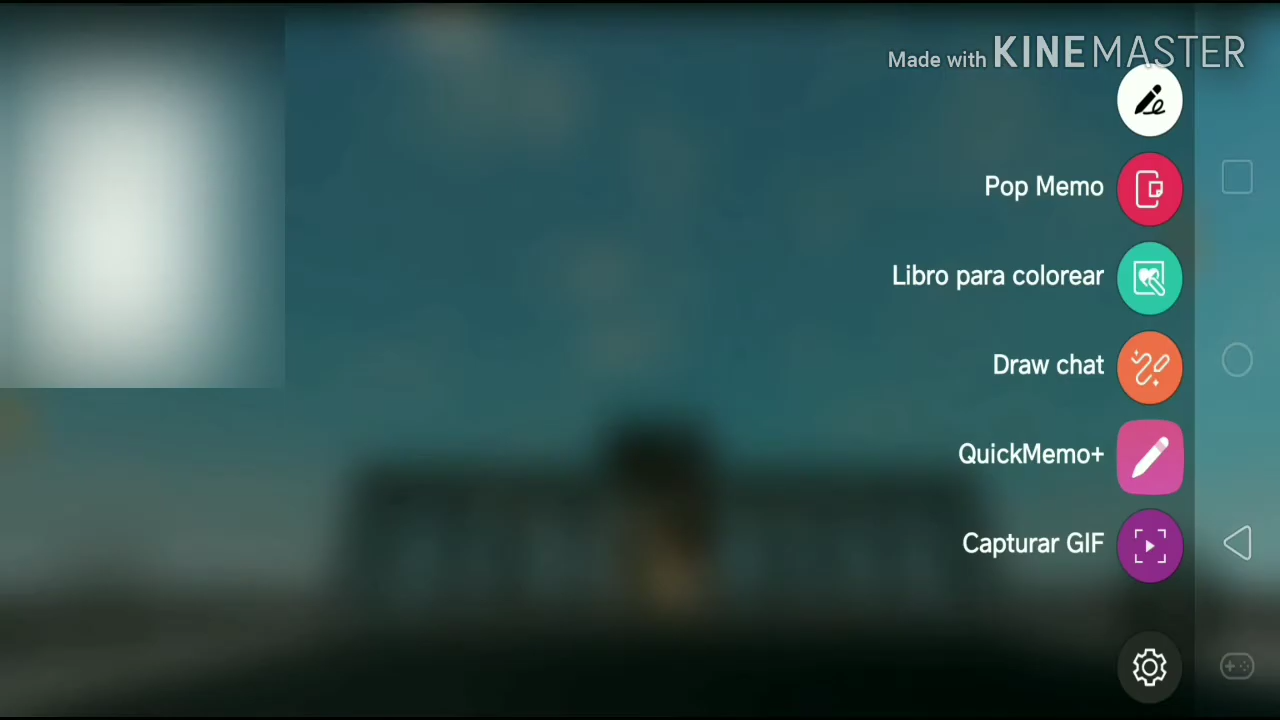 Made with KINEMASTER
Pop Memo
Libro para colorear
Draw chat
QuickMemo+
Capturar GIF